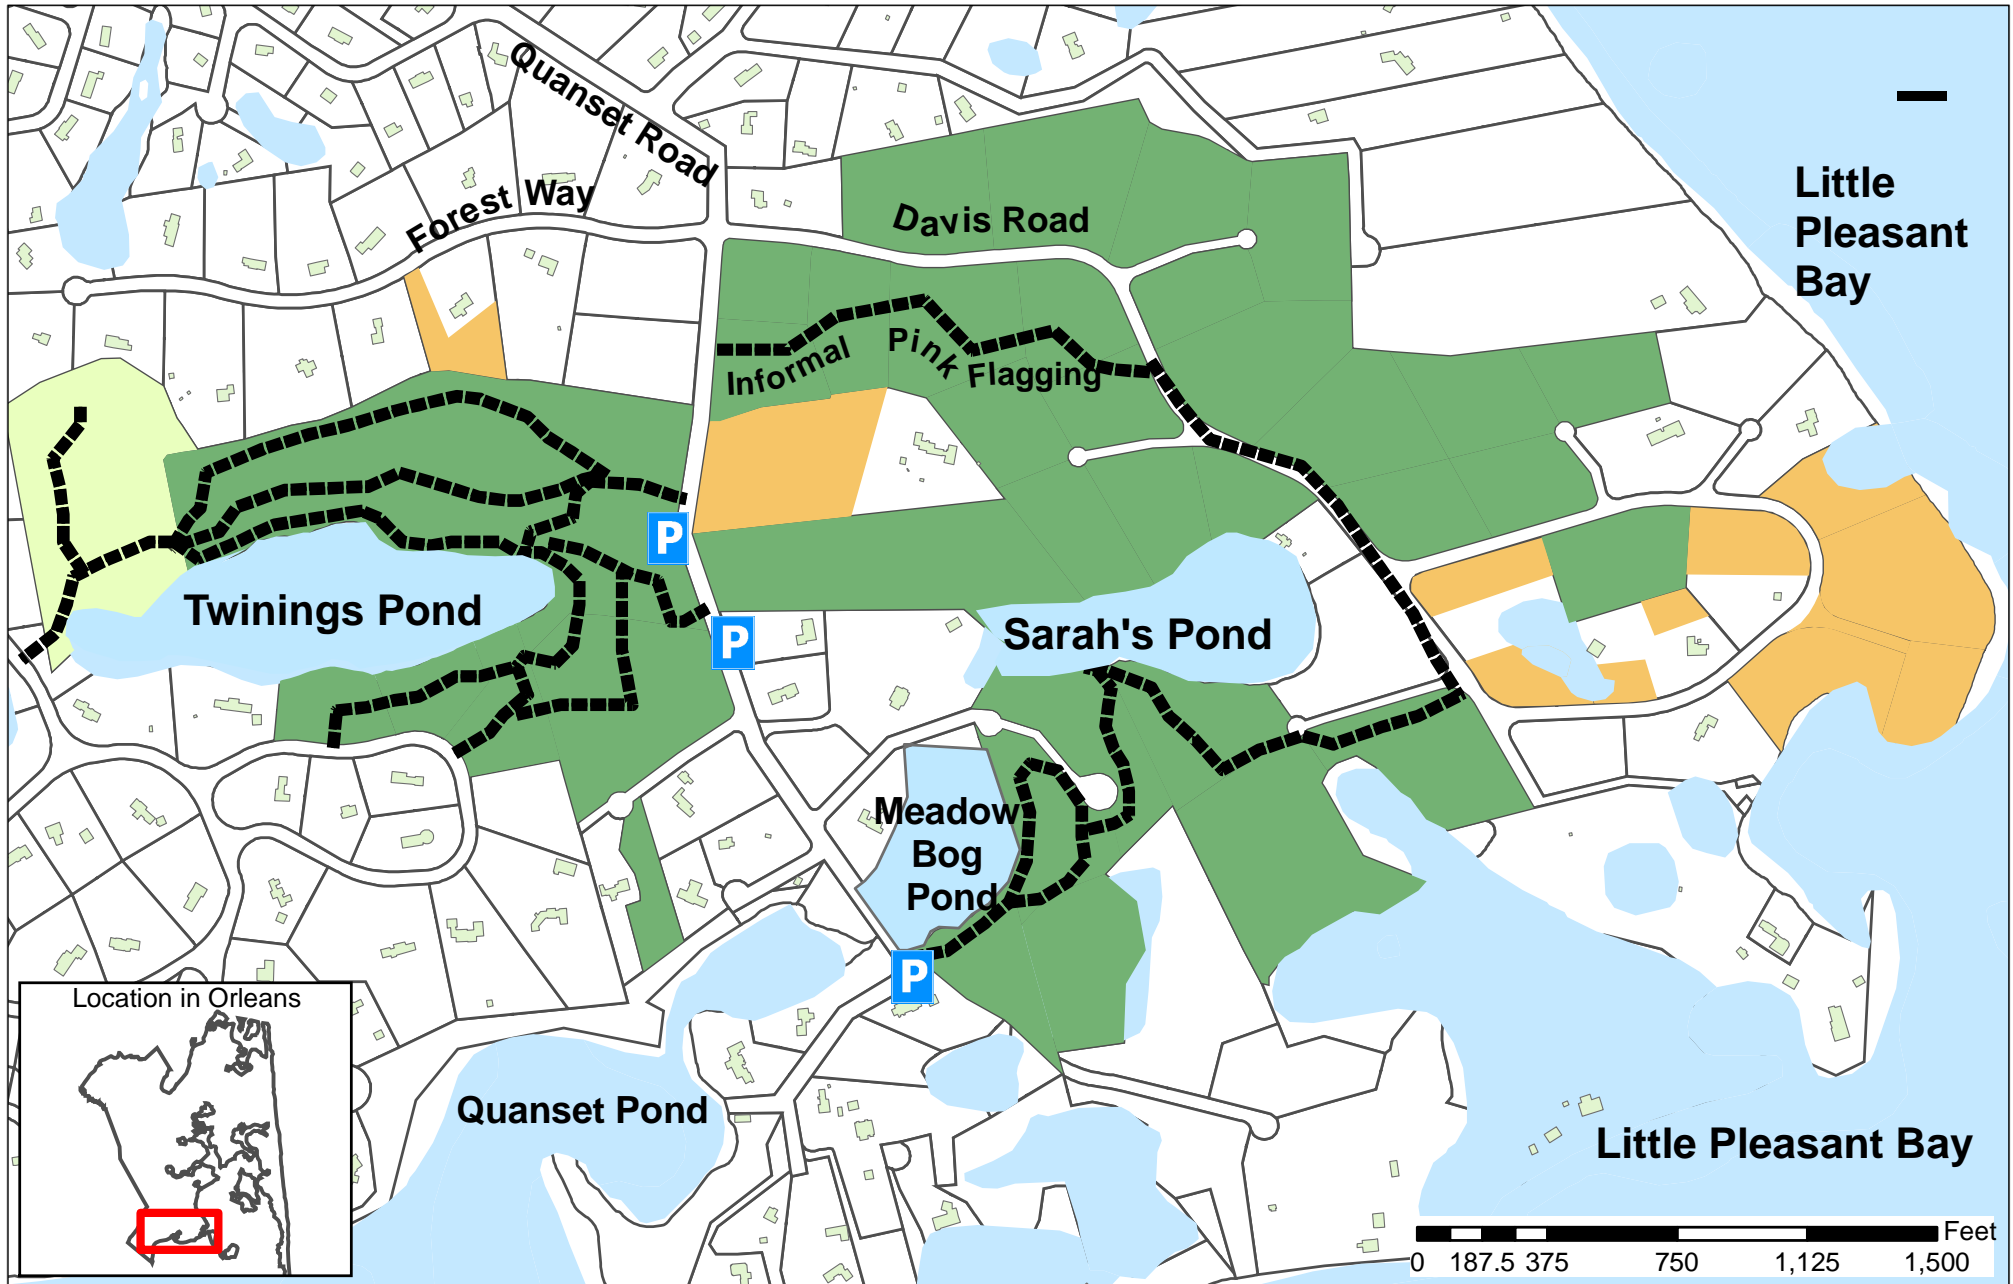 Quanset Road
Forest Way
Davis Road
Little
Pleasant
Bay
Informal Pink Flagging
P
Twinings Pond
P
Sarah's Pond
Meadow
Bog
Pond
P
Location in Orleans
Quanset Pond
Little Pleasant Bay
Feet
0 187.5 375 750 1,125 1,500